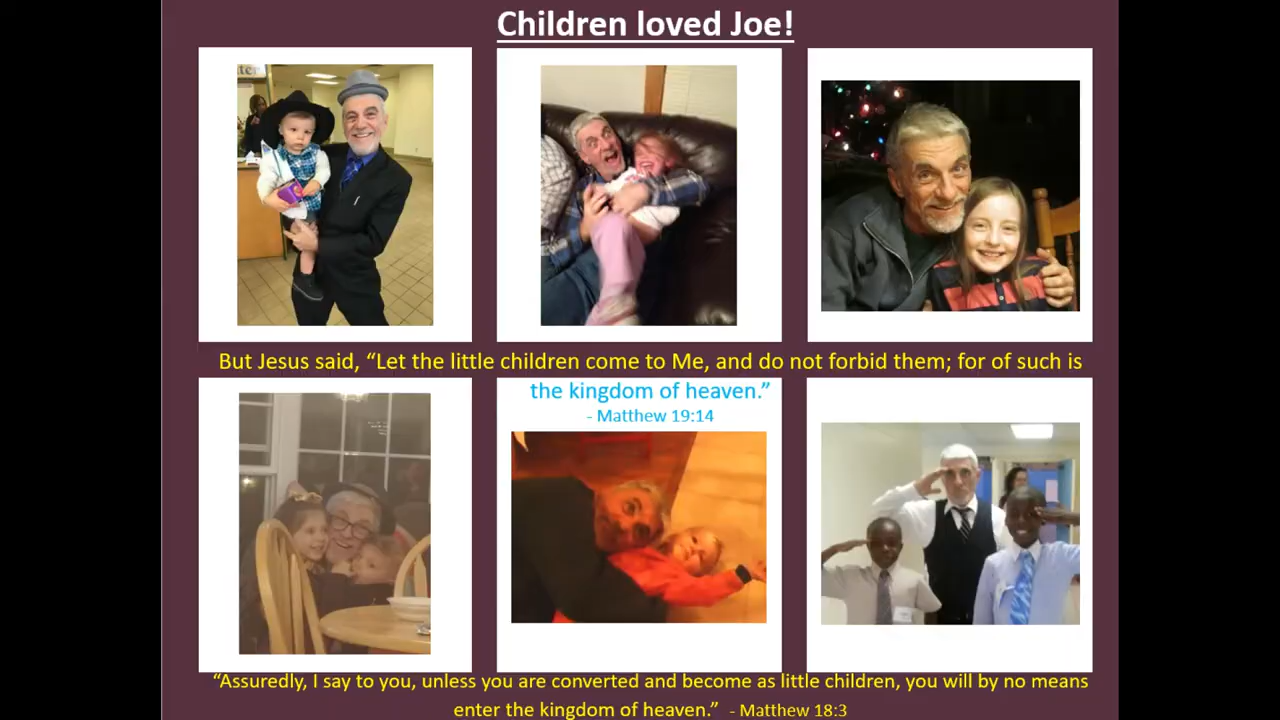 Children loved Joe!
But Jesus said, “Let the little children come to Me, and do not forbid them; for of such is
the kingdom of heaven.”
- Matthew 19:14
“Assuredly, I say to you, unless you are converted and become as little children, you will by no means
enter the kingdom of heaven.” - Matthew 18:3